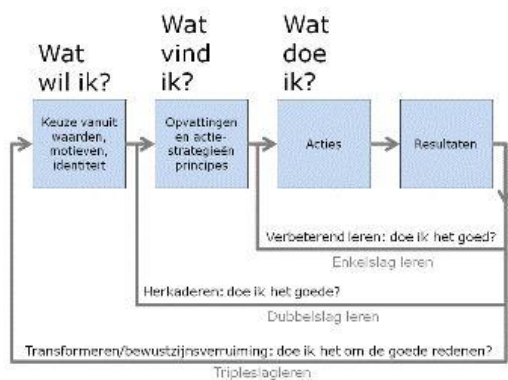 Wat
wil ik?
Wat
vind
ik?
Wat
doe
ik?
Keuze vanuit
waarden,
motieven,
identiteit
Opvattingen
en actie-
strategieën
principes
Acties
Resultaten
Verbeterend leren: doe ik het goed?
Enkelslag leren
Herkaderen: doe ik het goede?
Dubbelslag leren
Transformeren/bewustzijnsverruiming: doe ik het om de goede redenen?
Tripleslagleren